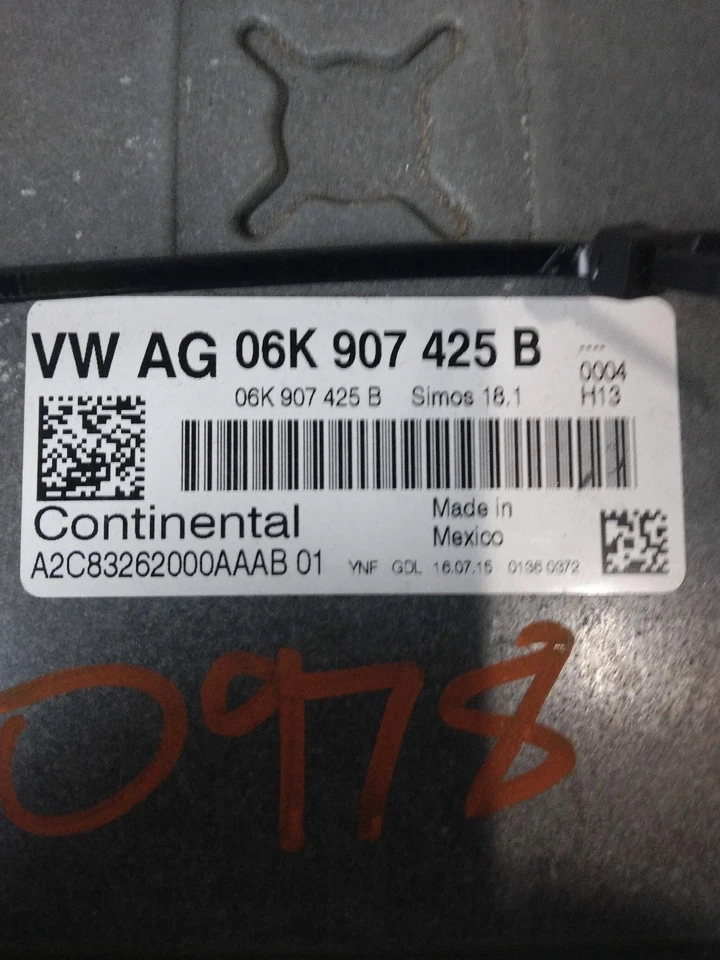 VW AG 06K 907 425 B
----
0004
06K 907 425 B Simos 18.1 H13
Continental
Made in
Mexico
A2C83262000AAAB 01 YNF GDL 16.07.15 0136 0372
0978